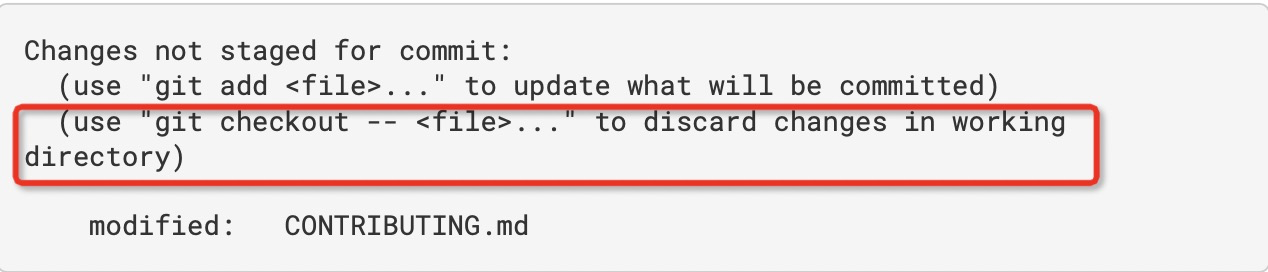 Changes not staged for commit:
  (use "git add <file>..." to update what will be committed)
  (use "git checkout -- <file>..." to discard changes in working
directory)
    modified:   CONTRIBUTING.md